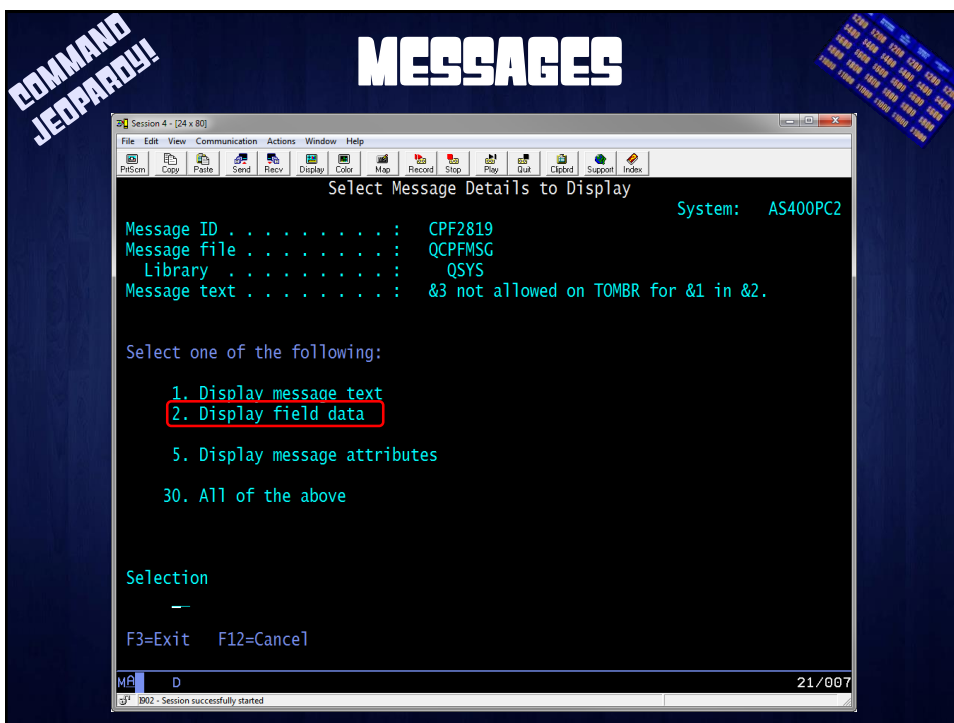 COMMAND
JEOPARDY!
MESSAGES
Session 4 - [24 x 80]
File Edit View Communication Actions Window Help
PrtScrn Copy Paste Send Recv Display Color Map Record Stop Play Quit Clipbrd Support Index
Select Message Details to Display
System: AS400PC2
Message ID . . . . . . . . . : CPF2819
Message file . . . . . . . . : QCPFMSG
Library . . . . . . . . . : QSYS
Message text . . . . . . . . : &3 not allowed on TOMBR for &1 in &2.
Select one of the following:
1. Display message text
2. Display field data
5. Display message attributes
30. All of the above
Selection
F3=Exit F12=Cancel
MA D 21/007
I902 - Session successfully started